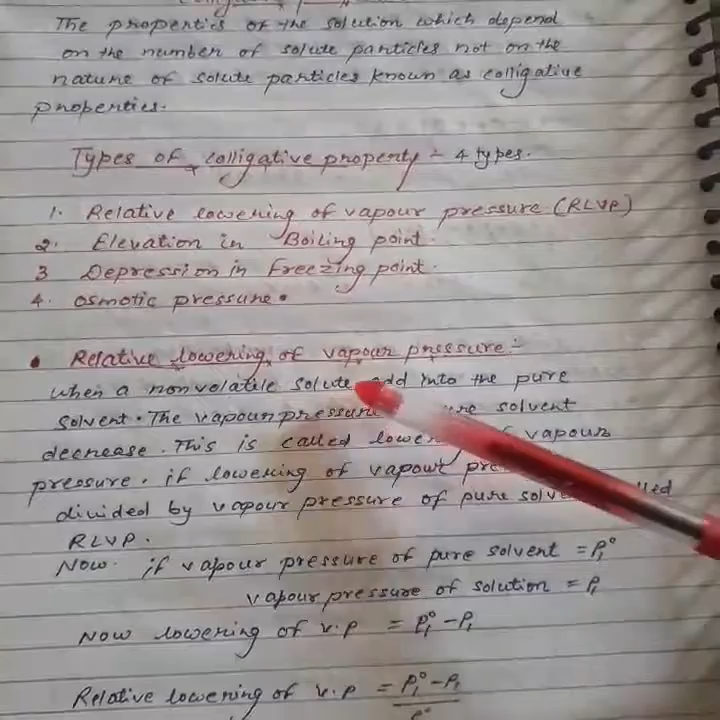 The properties of the solution which depend
on the number of solute particles not on the
nature of solute particles known as colligative
properties.
Types of colligative property - 4 types.
1. Relative lowering of vapour pressure (RLVP)
2. Elevation in Boiling point.
3 Depression in Freezing point.
4. osmotic pressure.
• Relative lowering of vapour pressure:-
When a nonvolatile solute add into the pure
solvent. The vapour pressure solvent
decrease. This is called vapour
pressure. if lowering of vapour
divided by vapour pressure of pure
RLVP.
Now. if vapour pressure of pure solvent = P₁°
vapour pressure of solution = P₁
Now lowering of v.p = P₁° - P₁
Relative lowering of v.p = P₁° - P₁